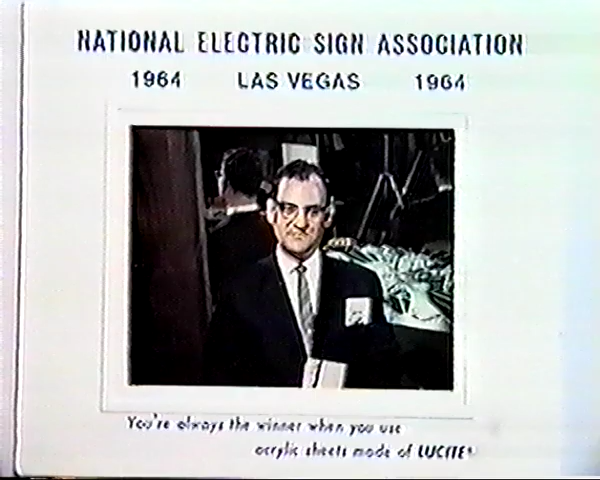 NATIONAL ELECTRIC SIGN ASSOCIATION
1964 LAS VEGAS 1964
You're always the winner when you use
acrylic sheets made of LUCITE®